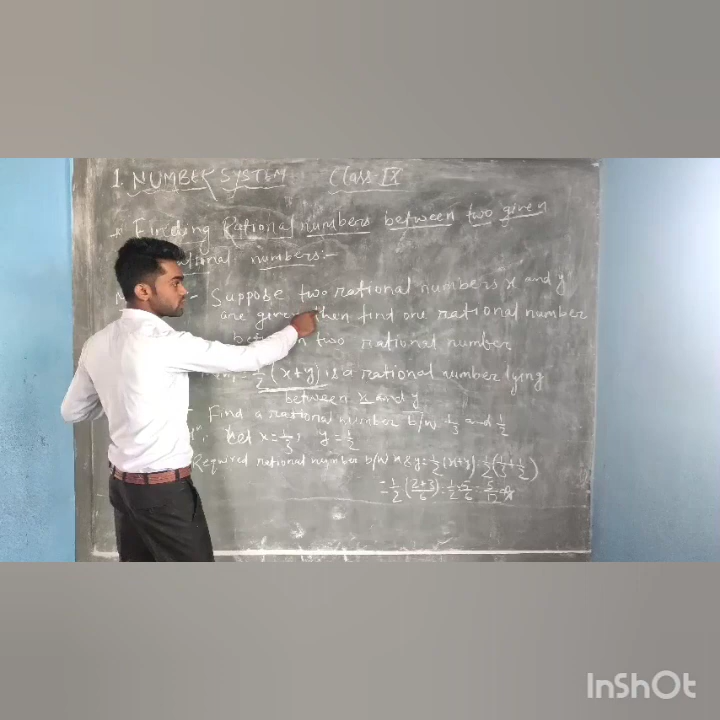 1. NUMBER SYSTEM Class-IX
* Finding Rational numbers between two given
numbers:-
- Suppose two rational numbers x and y
are given then find one rational number
two rational number
1/2 (x+y) is a rational number lying
between x and y
Find a rational number b/w 1/3 and 1/2
Let x=1/3, y=1/2
Required rational number b/w x & y = 1/2 (x+y) = 1/2 (1/3 + 1/2)
= 1/2 (2+3/6) = 1/2 . 5/6 = 5/12
InShOt